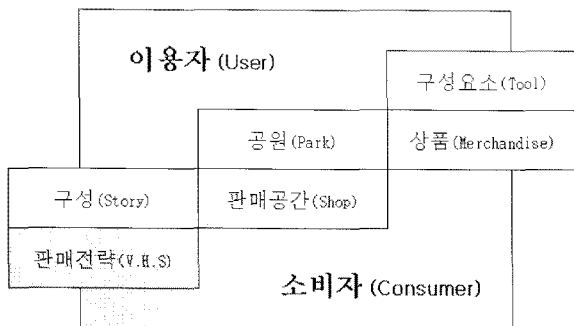 이용자 (User)
구성요소(Tool)
공원(Park)
상품(Merchandise)
구성(Story)
판매공간(Shop)
판매전략(V.M.S)
소비자 (Consumer)